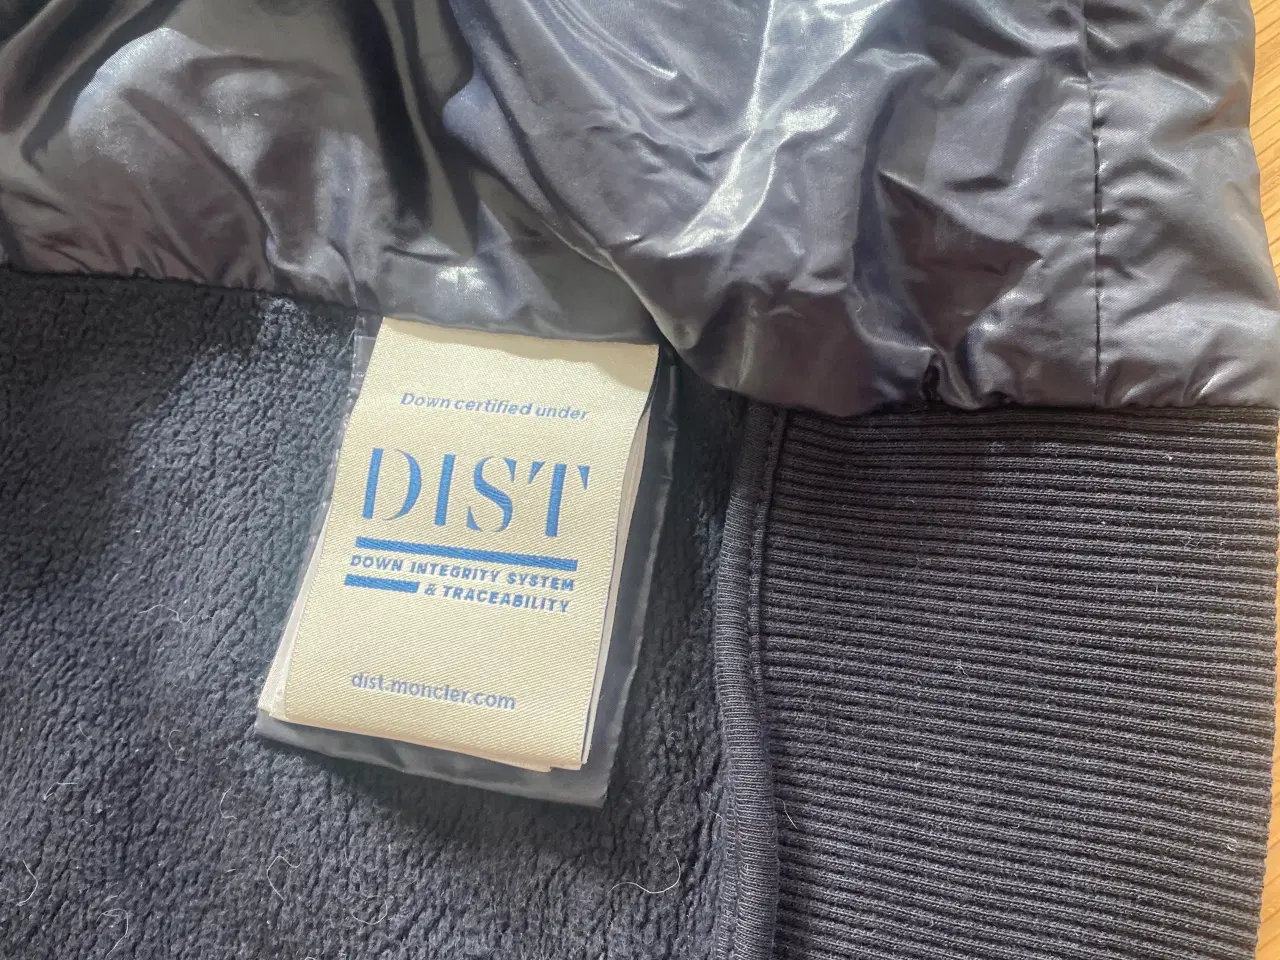 Down certified under
DIST
DOWN INTEGRITY SYSTEM
& TRACEABILITY
dist.moncler.com